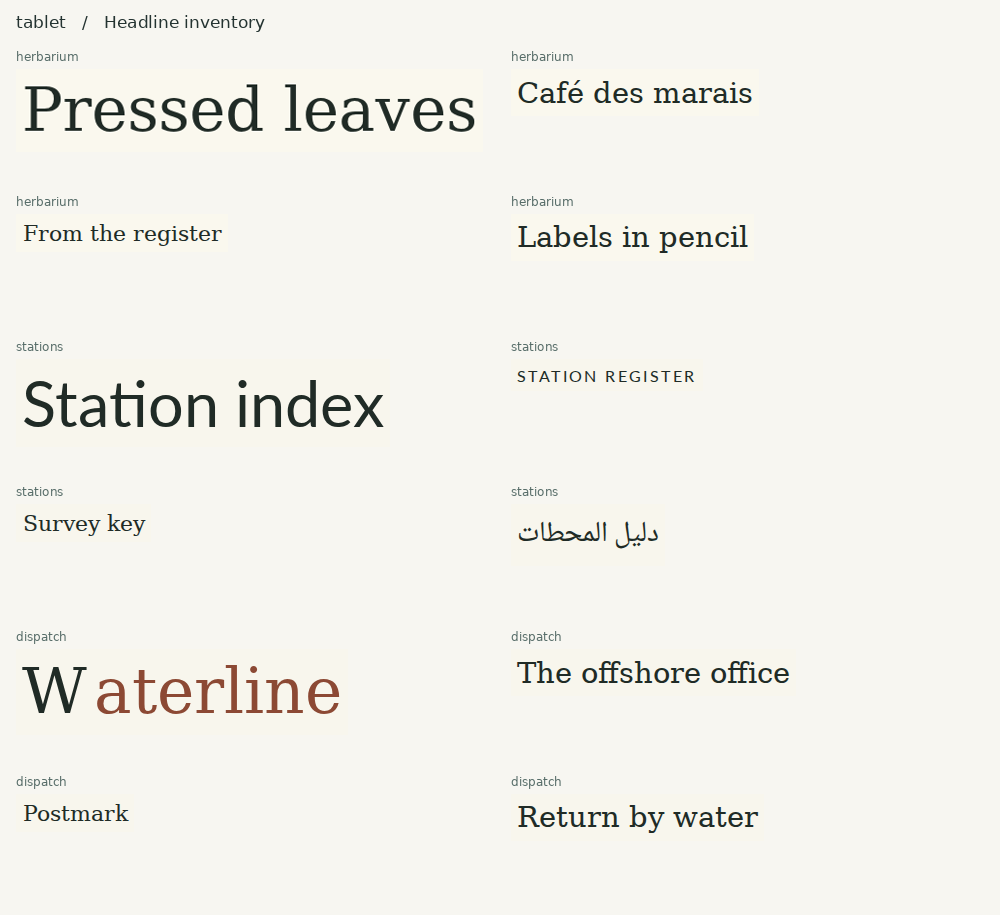 tablet / Headline inventory
herbarium
Pressed leaves
herbarium
Café des marais
herbarium
From the register
herbarium
Labels in pencil
stations
Station index
stations
STATION REGISTER
stations
Survey key
stations
دليل المحطات
dispatch
Waterline
dispatch
The offshore office
dispatch
Postmark
dispatch
Return by water